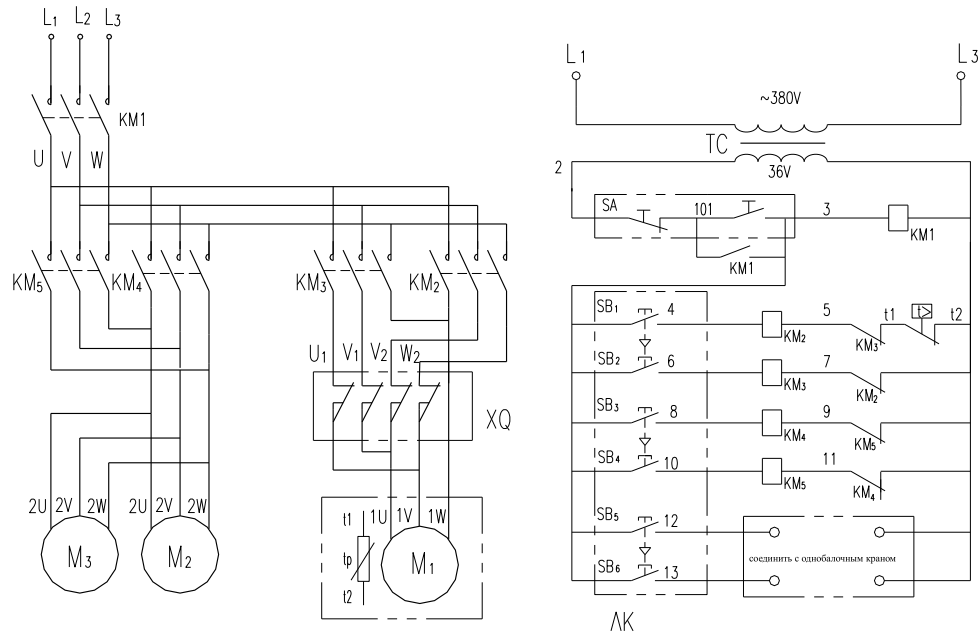 L1 L2 L3
KM1
U V W
KM5 KM4 KM3 KM2
U1 V1 V2 W2
XQ
2U 2V 2W 2U 2V 2W
t1 1U 1V 1W
tp
t2
M3 M2 M1
L1 L3
~380V
TC
36V
2
SA 101 3
KM1
KM1
SB1 4 5 t1 t> t2
KM2 KM3
SB2 6 7
KM3 KM2
SB3 8 9
KM4 KM5
SB4 10 11
KM5 KM4
SB5 12
соединить с однобалочным краном
SB6 13
ЛК